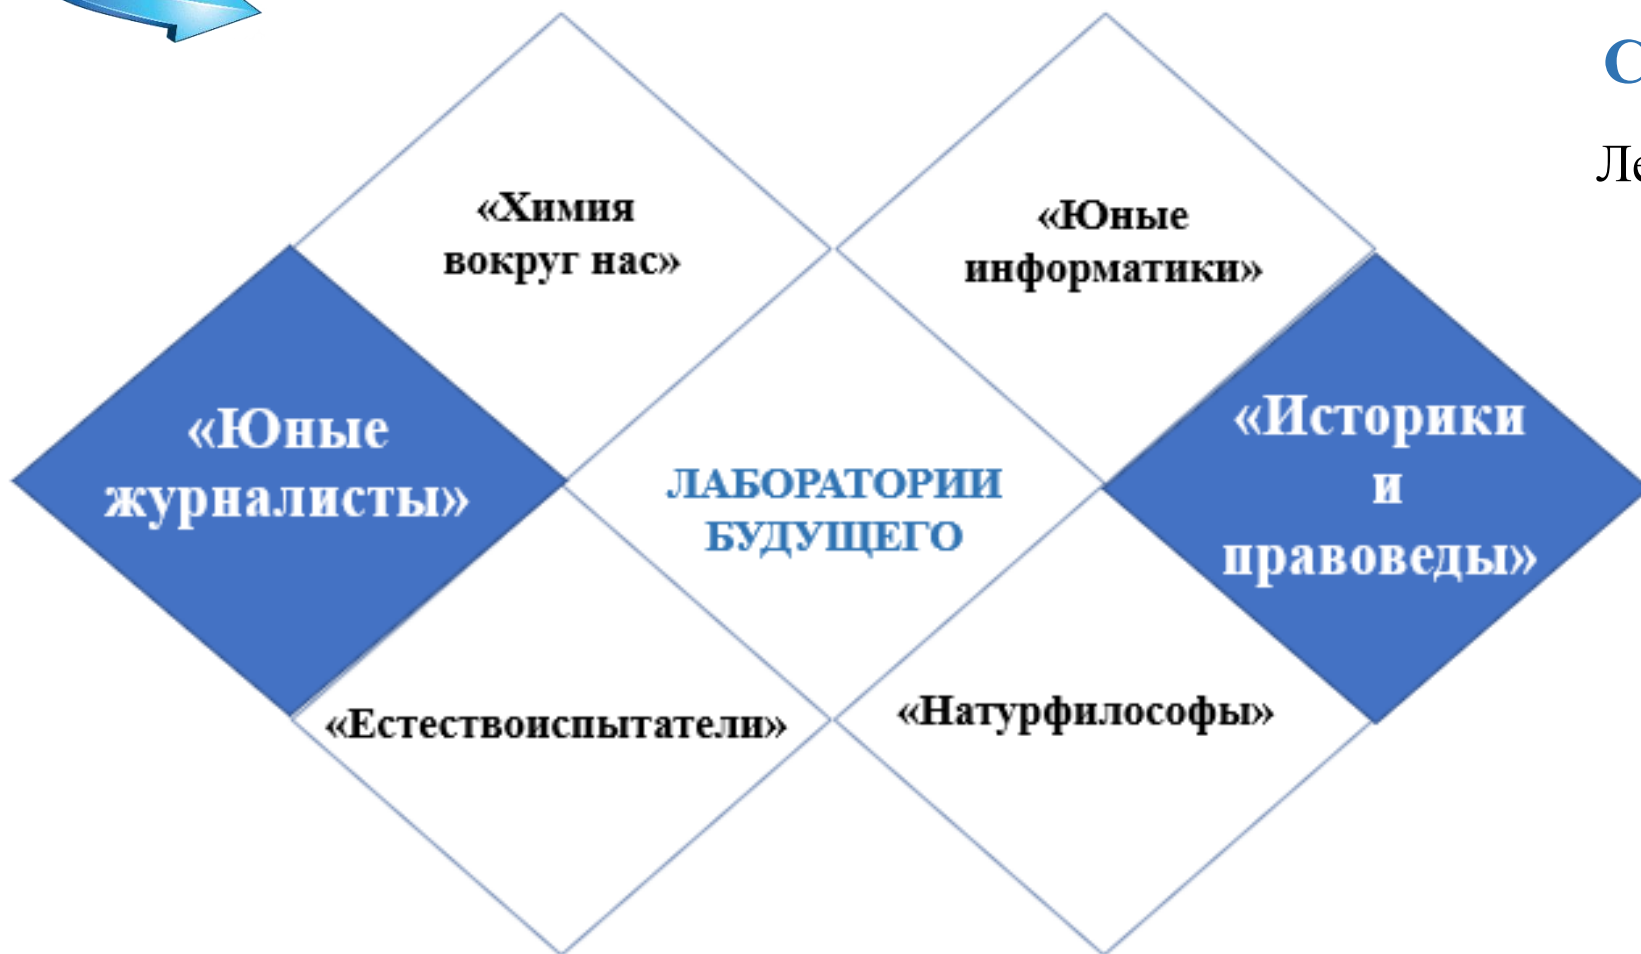 «Химия
вокруг нас»
«Юные
информатики»
«Юные
журналисты»
ЛАБОРАТОРИИ
БУДУЩЕГО
«Историки
и
правоведы»
«Естествоиспытатели»
«Натурфилософы»